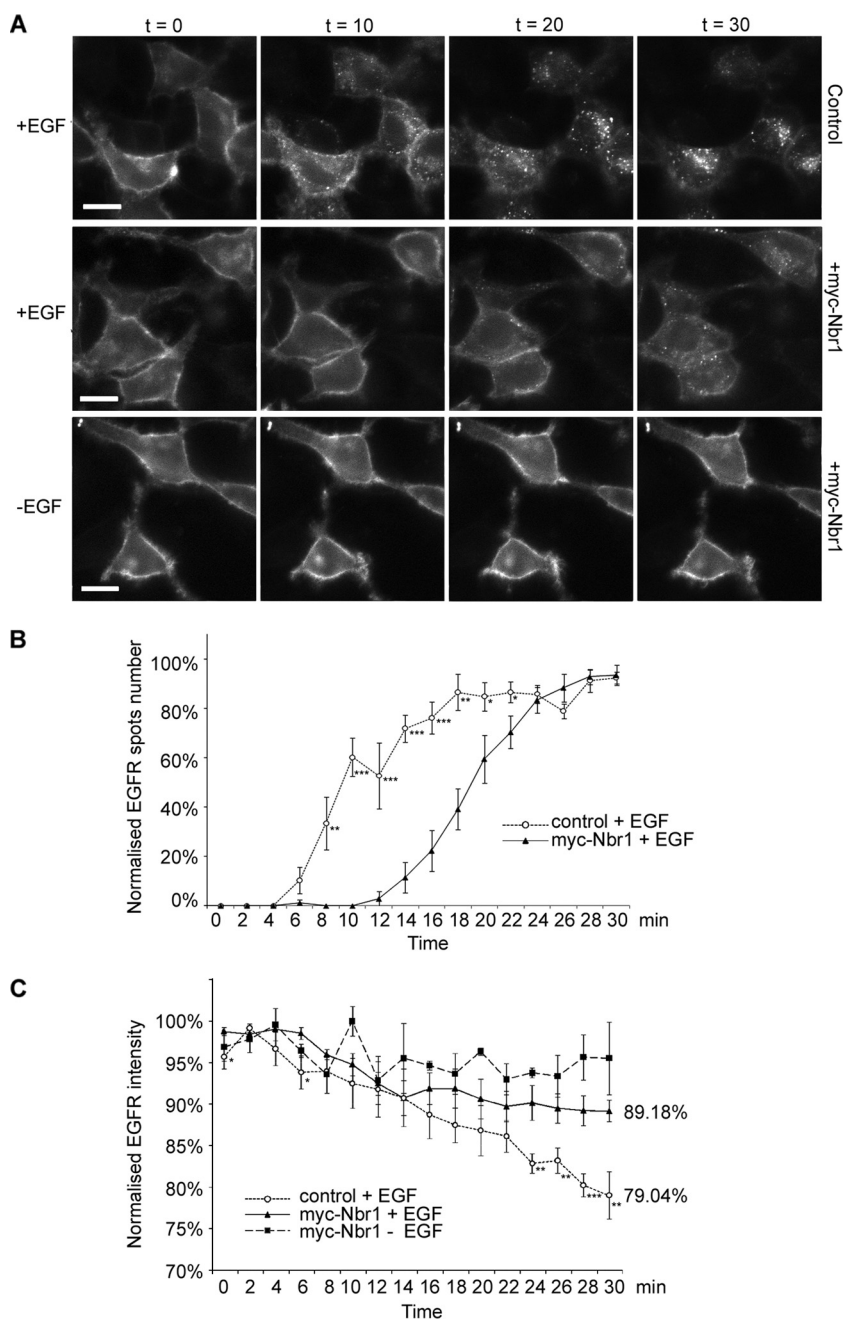 A
t = 0 t = 10 t = 20 t = 30
+EGF
Control
+EGF
+myc-Nbr1
-EGF
+myc-Nbr1
B
Normalised EGFR spots number
100%
80%
60%
40%
20%
0%
** *** *** *** *** ** * *
control + EGF
myc-Nbr1 + EGF
0 2 4 6 8 10 12 14 16 18 20 22 24 26 28 30 min
Time
C
Normalised EGFR intensity
100%
95%
90%
85%
80%
75%
70%
* * ** ** *** **
89.18%
79.04%
control + EGF
myc-Nbr1 + EGF
myc-Nbr1 - EGF
0 2 4 6 8 10 12 14 16 18 20 22 24 26 28 30 min
Time